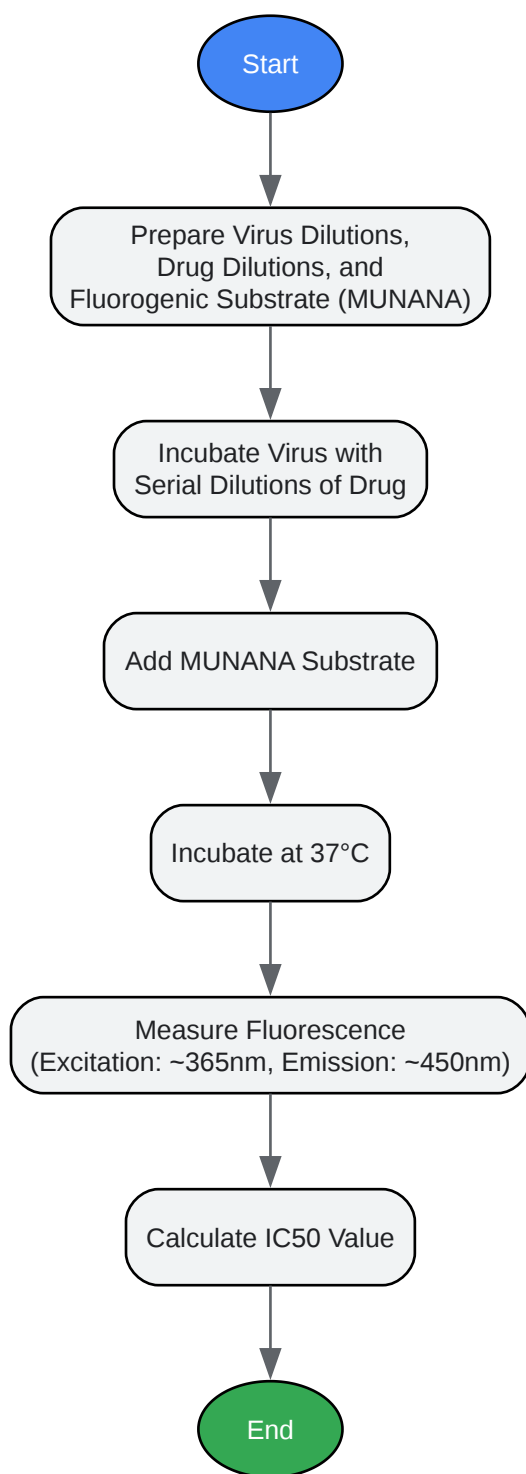 Start
Prepare Virus Dilutions,
Drug Dilutions, and
Fluorogenic Substrate (MUNANA)
Incubate Virus with
Serial Dilutions of Drug
Add MUNANA Substrate
Incubate at 37°C
Measure Fluorescence
(Excitation: ~365nm, Emission: ~450nm)
Calculate IC50 Value
End